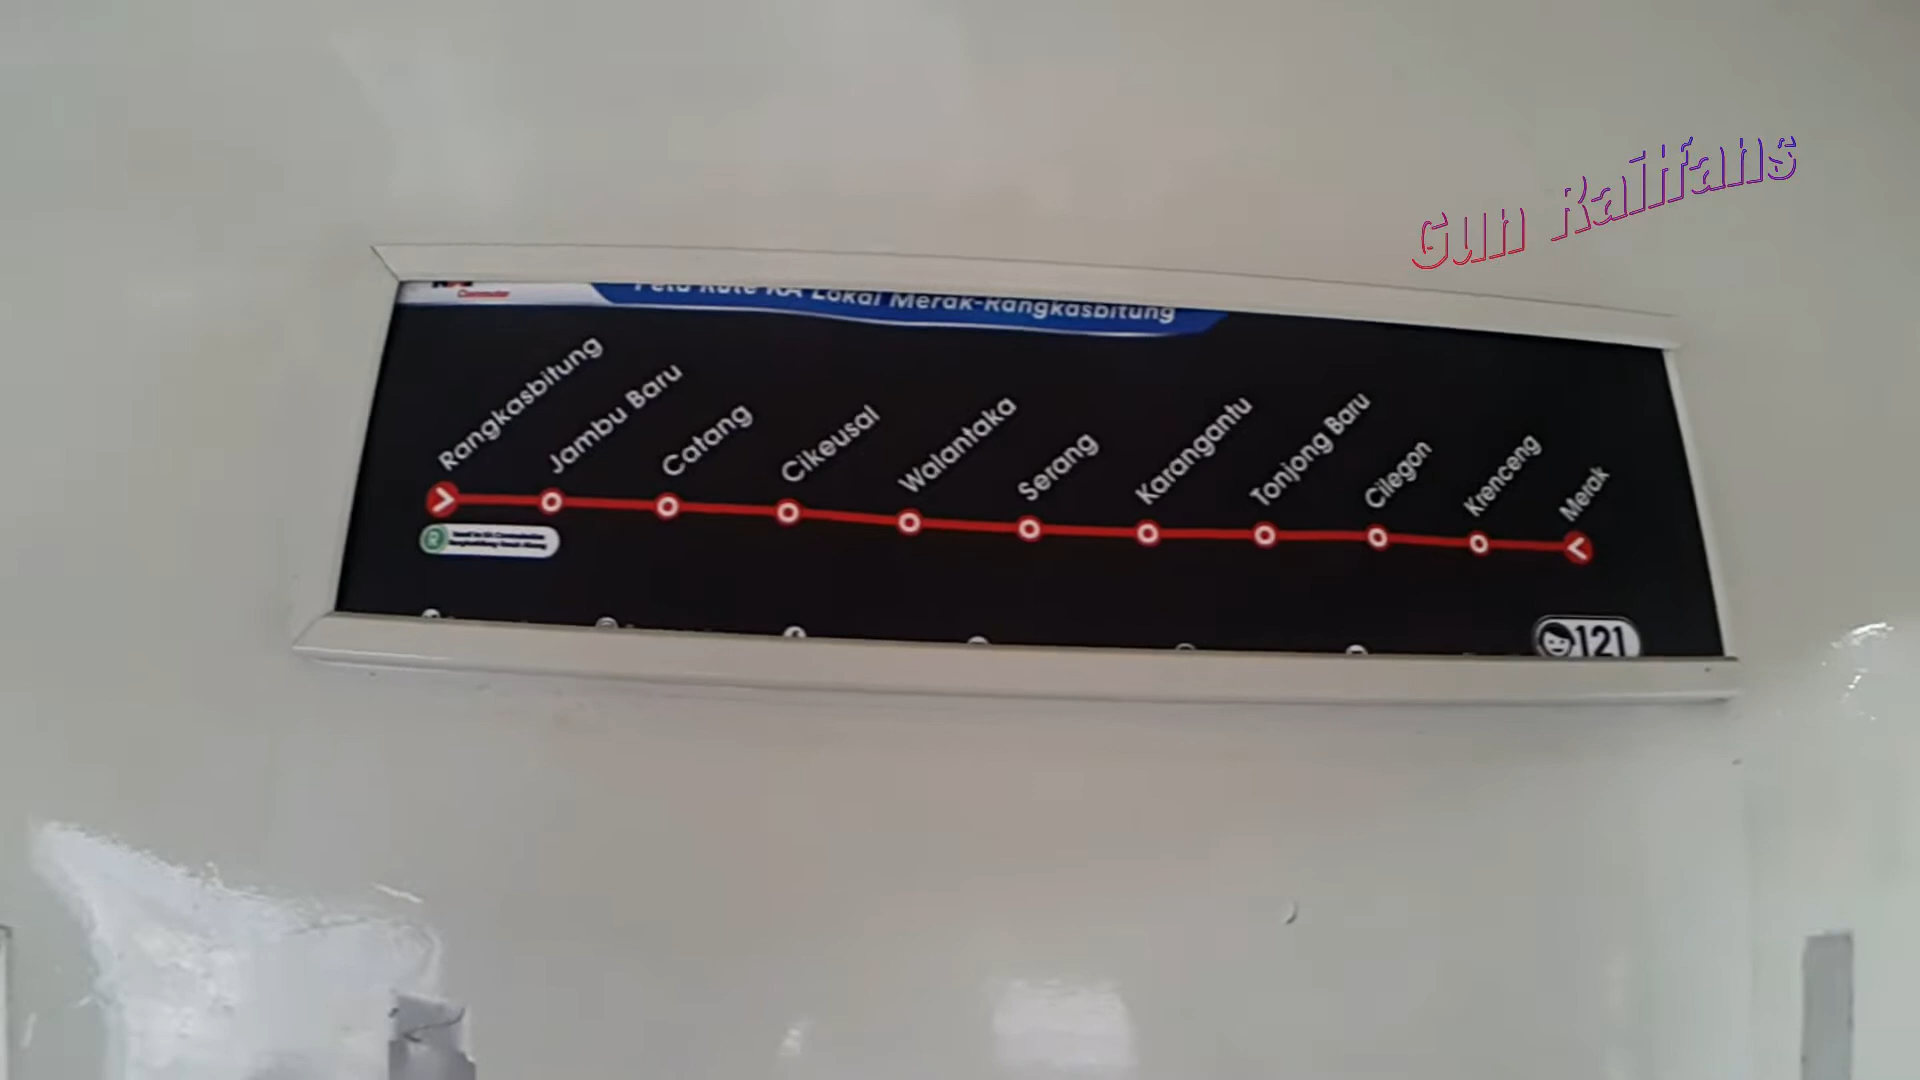 Gun Railfans
Commuter
Peta Rute KA Lokal Merak-Rangkasbitung
Rangkasbitung
Jambu Baru
Catang
Cikeusal
Walantaka
Serang
Karangantu
Tonjong Baru
Cilegon
Krenceng
Merak
R
121